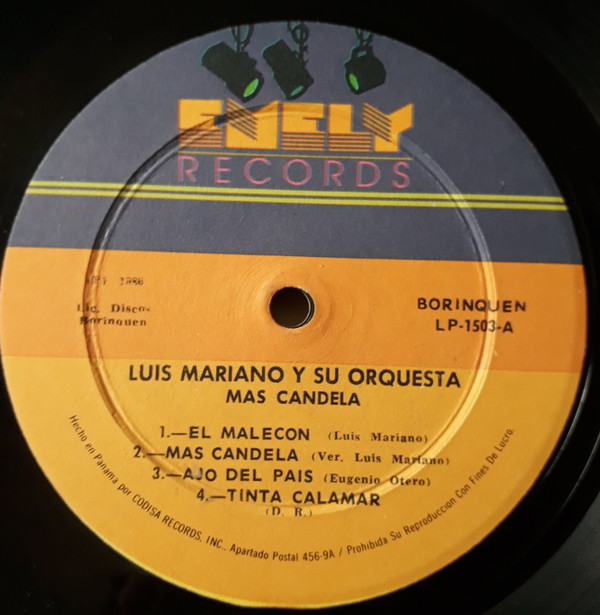 ENELY
RECORDS
1986
Lic. Discos
Borinquen
BORINQUEN
LP-1503-A
LUIS MARIANO Y SU ORQUESTA
MAS CANDELA
1.—EL MALECON (Luis Mariano)
2.—MAS CANDELA (Ver. Luis Mariano)
3.—AJO DEL PAIS (Eugenio Otero)
4.—TINTA CALAMAR
(D. R.)
Hecho en Panama por CODISA RECORDS, INC., Apartado Postal 456-9A / Prohibida Su Reproduccion Con Fines De Lucro.